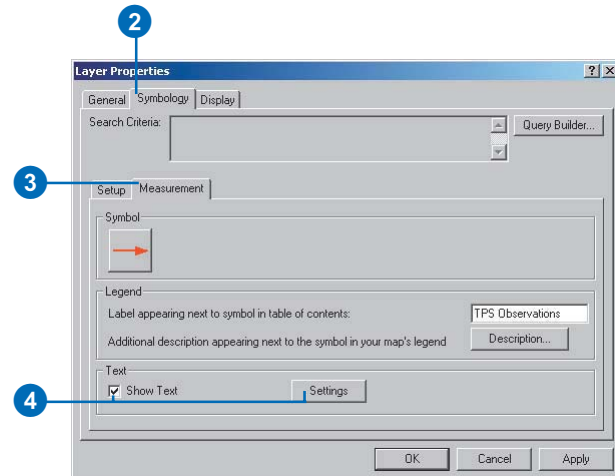 2
Layer Properties
General Symbology Display
Search Criteria: Query Builder...
3
Setup Measurement
Symbol
Legend
Label appearing next to symbol in table of contents: TPS Observations
Additional description appearing next to the symbol in your map's legend Description...
Text
4
Show Text Settings
OK Cancel Apply